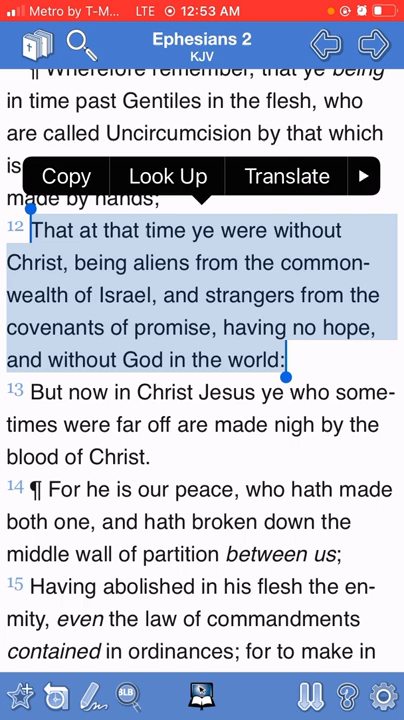 Metro by T-M... LTE 12:53 AM
Ephesians 2
KJV
¶ Wherefore remember, that ye being
in time past Gentiles in the flesh, who
are called Uncircumcision by that which
is
Copy Look Up Translate
made by hands;
12 That at that time ye were without
Christ, being aliens from the common-
wealth of Israel, and strangers from the
covenants of promise, having no hope,
and without God in the world:
13 But now in Christ Jesus ye who some-
times were far off are made nigh by the
blood of Christ.
14 ¶ For he is our peace, who hath made
both one, and hath broken down the
middle wall of partition between us;
15 Having abolished in his flesh the en-
mity, even the law of commandments
contained in ordinances; for to make in
BLB